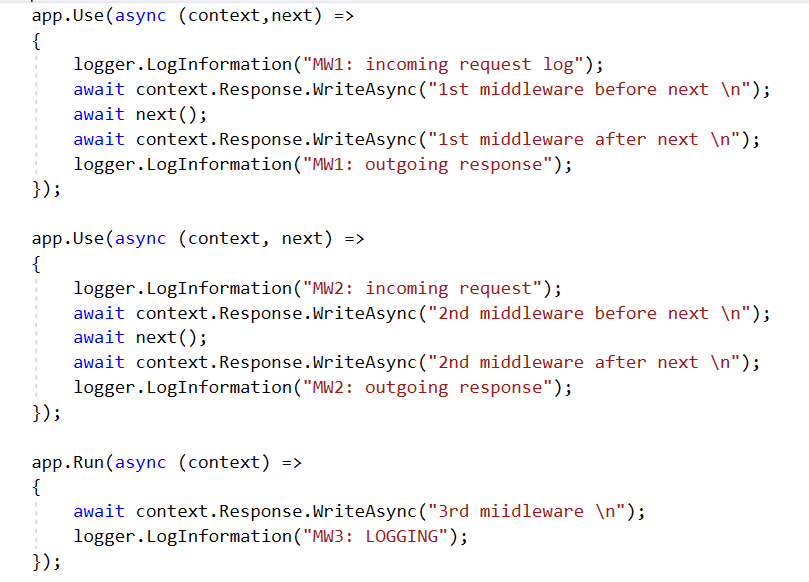 app.Use(async (context,next) =>
{
    logger.LogInformation("MW1: incoming request log");
    await context.Response.WriteAsync("1st middleware before next \n");
    await next();
    await context.Response.WriteAsync("1st middleware after next \n");
    logger.LogInformation("MW1: outgoing response");
});

app.Use(async (context, next) =>
{
    logger.LogInformation("MW2: incoming request");
    await context.Response.WriteAsync("2nd middleware before next \n");
    await next();
    await context.Response.WriteAsync("2nd middleware after next \n");
    logger.LogInformation("MW2: outgoing response");
});

app.Run(async (context) =>
{
    await context.Response.WriteAsync("3rd miidleware \n");
    logger.LogInformation("MW3: LOGGING");
});